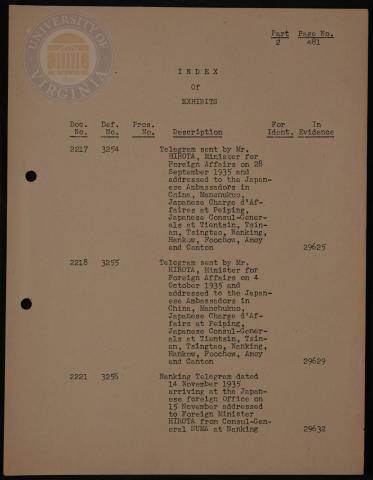 UNIVERSITY OF
VIRGINIA
Part Page No.
2 481
INDEX
Of
EXHIBITS
Doc. Def. Pros. For In
No. No. No. Description Ident. Evidence
2217 3254 Telegram sent by Mr.
HIROTA, Minister for
Foreign Affairs on 28
September 1935 and
addressed to the Japan-
ese Ambassadors in
China, Manchukuo,
Japanese Charge d'Af-
faires at Peiping,
Japanese Consul-Gener-
als at Tientsin, Tsin-
an, Tsingtao, Nanking,
Hankow, Foochow, Amoy
and Canton 29625
2218 3255 Telegram sent by Mr.
HIROTA, Minister for
Foreign Affairs on 4
October 1935 and
addressed to the Japan-
ese Ambassadors in
China, Manchukuo,
Japanese Charge d'Af-
fairs at Peiping,
Japanese Consul-Gener-
als at Tientsin, Tsin-
an, Tsingtao, Nanking,
Hankow, Foochow, Amoy
and Canton 29629
2221 3256 Nanking Telegram dated
14 November 1935
arriving at the Japan-
ese foreign Office on
15 November addressed
to Foreign Minister
HIROTA from Consul-Gen-
eral SUMA at Nanking 29632